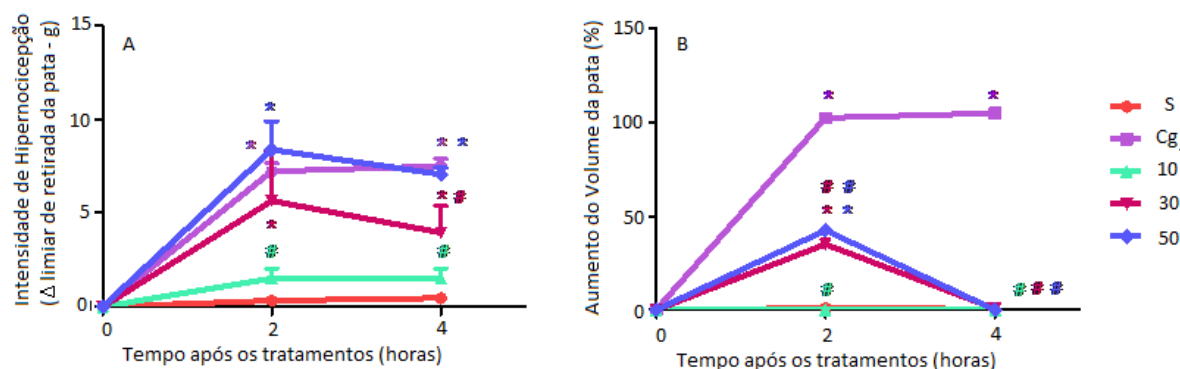 Intensidade de Hipernocicepção
(Δ limiar de retirada da pata - g)
15
10
5
0
A
0
2
4
Tempo após os tratamentos (horas)
* * * * * * #
# #
Aumento do Volume da pata (%)
150
100
50
0
B
* *
# #
* *
# # # #
0
2
4
Tempo após os tratamentos (horas)
S
Cg
10
30
50